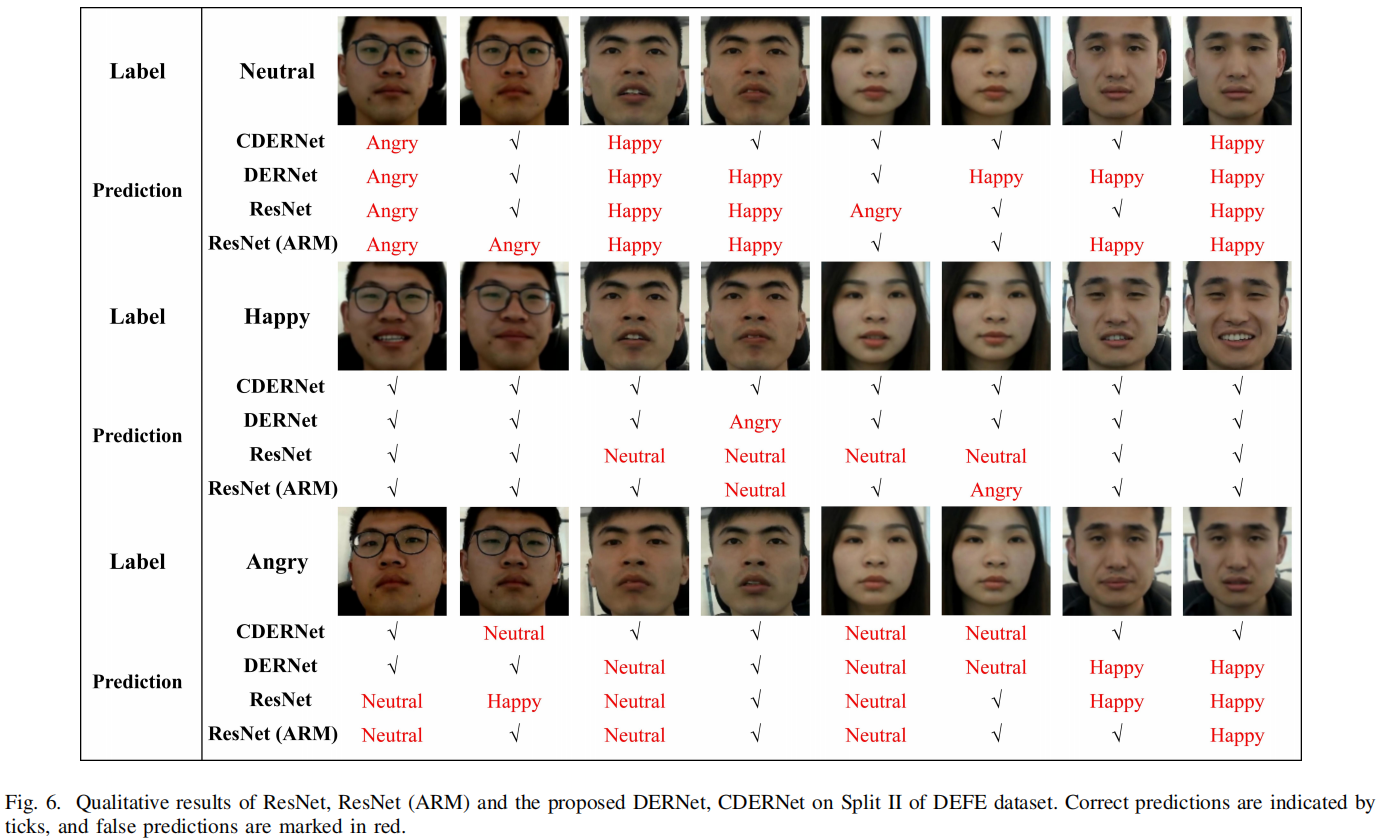 Label Neutral
CDERNet Angry √ Happy √ √ √ √ Happy
DERNet Angry √ Happy Happy √ Happy Happy Happy
Prediction
ResNet Angry √ Happy Happy Angry √ √ Happy
ResNet (ARM) Angry Angry Happy Happy √ √ Happy Happy
Label Happy
CDERNet √ √ √ √ √ √ √ √
DERNet √ √ √ Angry √ √ √ √
Prediction
ResNet √ √ Neutral Neutral Neutral Neutral √ √
ResNet (ARM) √ √ √ Neutral √ Angry √ √
Label Angry
CDERNet √ Neutral √ √ Neutral Neutral √ √
DERNet √ √ Neutral √ Neutral Neutral Happy Happy
Prediction
ResNet Neutral Happy Neutral √ Neutral √ Happy Happy
ResNet (ARM) Neutral √ Neutral √ Neutral √ √ Happy
Fig. 6. Qualitative results of ResNet, ResNet (ARM) and the proposed DERNet, CDERNet on Split II of DEFE dataset. Correct predictions are indicated by
ticks, and false predictions are marked in red.